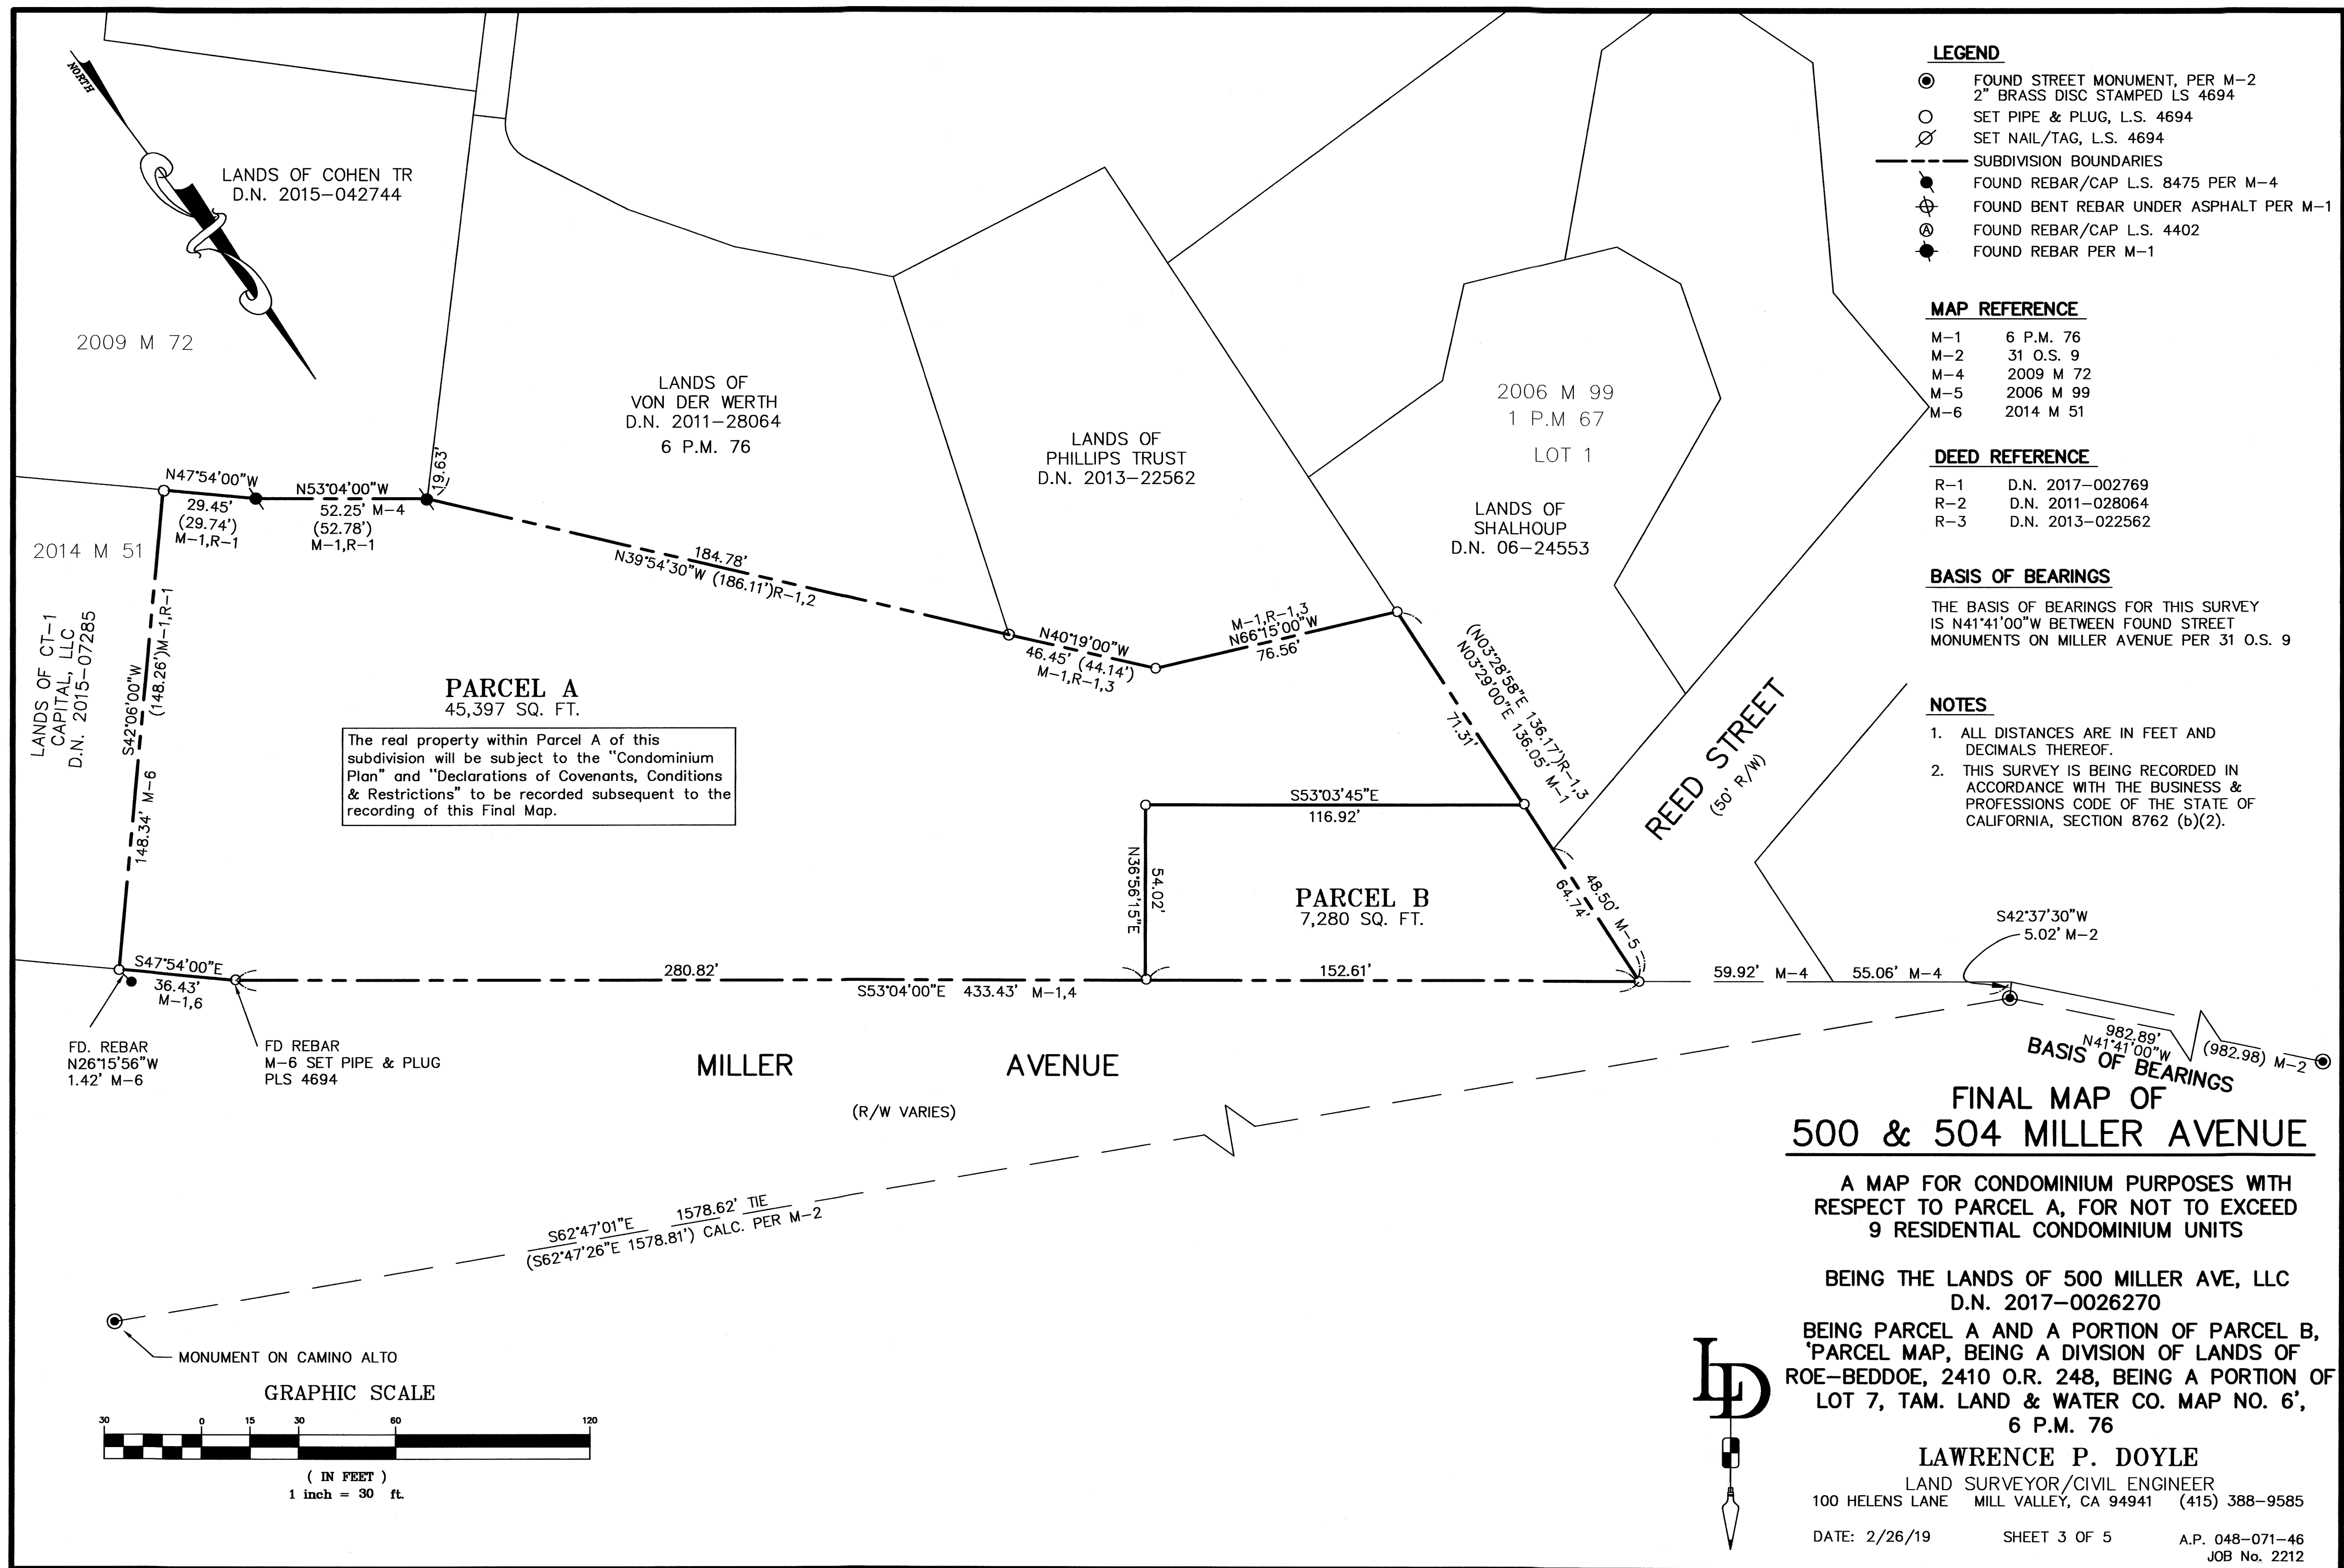 NORTH
LANDS OF COHEN TR
D.N. 2015-042744
2009 M 72
LANDS OF
VON DER WERTH
D.N. 2011-28064
6 P.M. 76
LANDS OF
PHILLIPS TRUST
D.N. 2013-22562
2006 M 99
1 P.M 67
LOT 1
LANDS OF
SHALHOUP
D.N. 06-24553
N47°54'00"W
29.45'
(29.74')
M-1,R-1
N53°04'00"W
52.25' M-4
(52.78')
M-1,R-1
19.63'
184.78'
N39°54'30"W (186.11')R-1,2
N40°19'00"W
46.45' (44.14')
M-1,R-1,3
M-1,R-1,3
N66°15'00"W
76.56'
(N03°28'58"E 136.17')R-1,3
N03°29'00"E 136.05' M-1
71.31'
2014 M 51
LANDS OF CT-1
CAPITAL, LLC
D.N. 2015-07285
S42°06'00"W
(148.26')M-1,R-1
148.34' M-6
PARCEL A
45,397 SQ. FT.
The real property within Parcel A of this
subdivision will be subject to the "Condominium
Plan" and "Declarations of Covenants, Conditions
& Restrictions" to be recorded subsequent to the
recording of this Final Map.
S53°03'45"E
116.92'
N36°56'15"E
54.02'
PARCEL B
7,280 SQ. FT.
48.50' M-5
64.74'
REED STREET
(50' R/W)
S47°54'00"E
36.43'
M-1,6
280.82'
S53°04'00"E 433.43' M-1,4
152.61'
59.92' M-4
55.06' M-4
S42°37'30"W
5.02' M-2
FD. REBAR
N26°15'56"W
1.42' M-6
FD REBAR
M-6 SET PIPE & PLUG
PLS 4694
MILLER AVENUE
(R/W VARIES)
982.89'
N41°41'00"W
(982.98) M-2
BASIS OF BEARINGS
S62°47'01"E 1578.62' TIE
(S62°47'26"E 1578.81') CALC. PER M-2
MONUMENT ON CAMINO ALTO
GRAPHIC SCALE
30 0 15 30 60 120
( IN FEET )
1 inch = 30 ft.
LEGEND
FOUND STREET MONUMENT, PER M-2
2" BRASS DISC STAMPED LS 4694
SET PIPE & PLUG, L.S. 4694
SET NAIL/TAG, L.S. 4694
SUBDIVISION BOUNDARIES
FOUND REBAR/CAP L.S. 8475 PER M-4
FOUND BENT REBAR UNDER ASPHALT PER M-1
A FOUND REBAR/CAP L.S. 4402
FOUND REBAR PER M-1
MAP REFERENCE
M-1 6 P.M. 76
M-2 31 O.S. 9
M-4 2009 M 72
M-5 2006 M 99
M-6 2014 M 51
DEED REFERENCE
R-1 D.N. 2017-002769
R-2 D.N. 2011-028064
R-3 D.N. 2013-022562
BASIS OF BEARINGS
THE BASIS OF BEARINGS FOR THIS SURVEY
IS N41°41'00"W BETWEEN FOUND STREET
MONUMENTS ON MILLER AVENUE PER 31 O.S. 9
NOTES
1. ALL DISTANCES ARE IN FEET AND
DECIMALS THEREOF.
2. THIS SURVEY IS BEING RECORDED IN
ACCORDANCE WITH THE BUSINESS &
PROFESSIONS CODE OF THE STATE OF
CALIFORNIA, SECTION 8762 (b)(2).
FINAL MAP OF
500 & 504 MILLER AVENUE
A MAP FOR CONDOMINIUM PURPOSES WITH
RESPECT TO PARCEL A, FOR NOT TO EXCEED
9 RESIDENTIAL CONDOMINIUM UNITS
BEING THE LANDS OF 500 MILLER AVE, LLC
D.N. 2017-0026270
BEING PARCEL A AND A PORTION OF PARCEL B,
'PARCEL MAP, BEING A DIVISION OF LANDS OF
ROE-BEDDOE, 2410 O.R. 248, BEING A PORTION OF
LOT 7, TAM. LAND & WATER CO. MAP NO. 6',
6 P.M. 76
LD
LAWRENCE P. DOYLE
LAND SURVEYOR/CIVIL ENGINEER
100 HELENS LANE MILL VALLEY, CA 94941 (415) 388-9585
DATE: 2/26/19 SHEET 3 OF 5 A.P. 048-071-46
JOB No. 2212